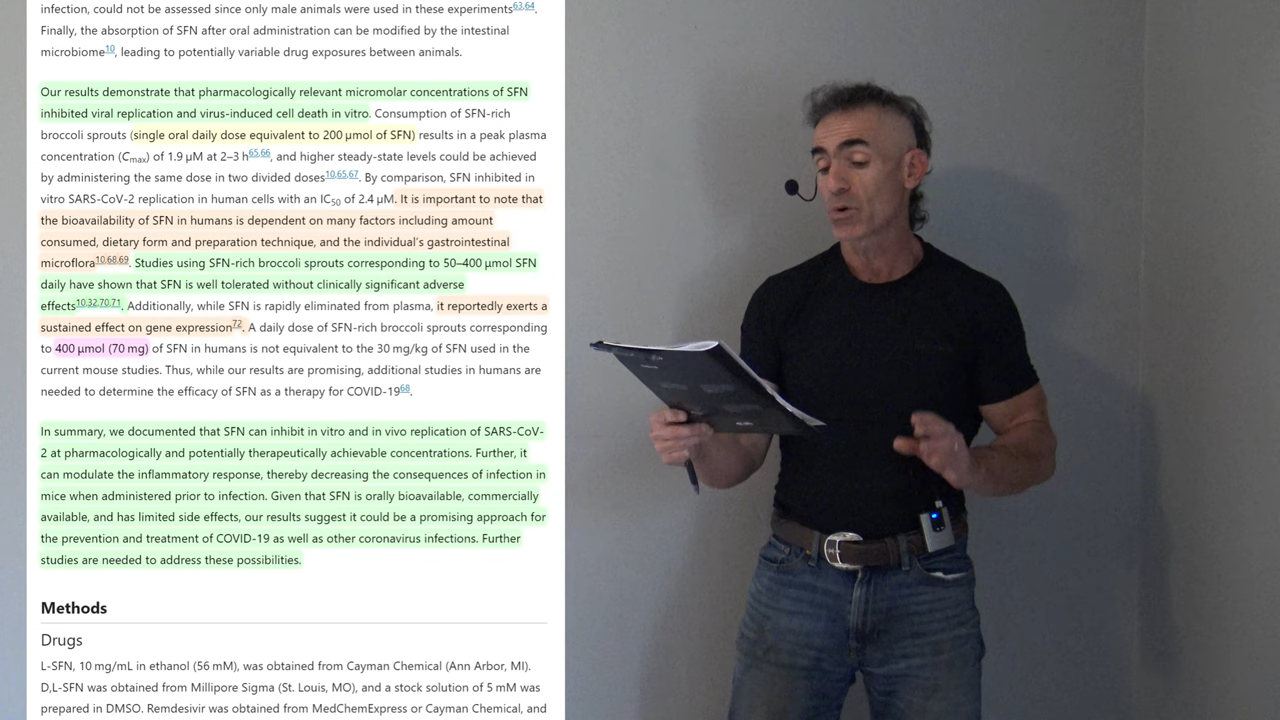 infection, could not be assessed since only male animals were used in these experiments63,64.
Finally, the absorption of SFN after oral administration can be modified by the intestinal
microbiome10, leading to potentially variable drug exposures between animals.
Our results demonstrate that pharmacologically relevant micromolar concentrations of SFN
inhibited viral replication and virus-induced cell death in vitro. Consumption of SFN-rich
broccoli sprouts (single oral daily dose equivalent to 200 μmol of SFN) results in a peak plasma
concentration (Cmax) of 1.9 μM at 2–3 h65,66, and higher steady-state levels could be achieved
by administering the same dose in two divided doses10,65,67. By comparison, SFN inhibited in
vitro SARS-CoV-2 replication in human cells with an IC50 of 2.4 μM. It is important to note that
the bioavailability of SFN in humans is dependent on many factors including amount
consumed, dietary form and preparation technique, and the individual's gastrointestinal
microflora10,68,69. Studies using SFN-rich broccoli sprouts corresponding to 50–400 μmol SFN
daily have shown that SFN is well tolerated without clinically significant adverse
effects10,32,70,71. Additionally, while SFN is rapidly eliminated from plasma, it reportedly exerts a
sustained effect on gene expression72. A daily dose of SFN-rich broccoli sprouts corresponding
to 400 μmol (70 mg) of SFN in humans is not equivalent to the 30 mg/kg of SFN used in the
current mouse studies. Thus, while our results are promising, additional studies in humans are
needed to determine the efficacy of SFN as a therapy for COVID-1968.
In summary, we documented that SFN can inhibit in vitro and in vivo replication of SARS-CoV-
2 at pharmacologically and potentially therapeutically achievable concentrations. Further, it
can modulate the inflammatory response, thereby decreasing the consequences of infection in
mice when administered prior to infection. Given that SFN is orally bioavailable, commercially
available, and has limited side effects, our results suggest it could be a promising approach for
the prevention and treatment of COVID-19 as well as other coronavirus infections. Further
studies are needed to address these possibilities.
Methods
Drugs
L-SFN, 10 mg/mL in ethanol (56 mM), was obtained from Cayman Chemical (Ann Arbor, MI).
D,L-SFN was obtained from Millipore Sigma (St. Louis, MO), and a stock solution of 5 mM was
prepared in DMSO. Remdesivir was obtained from MedChemExpress or Cayman Chemical, and